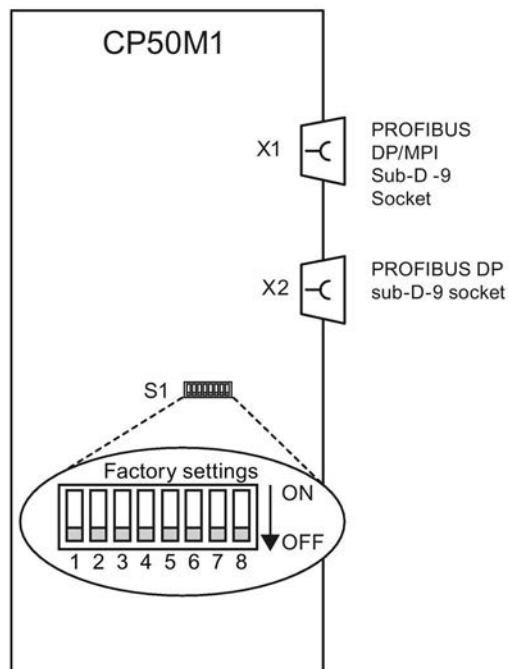 CP50M1
X1
PROFIBUS
DP/MPI
Sub-D -9
Socket
X2
PROFIBUS DP
sub-D-9 socket
S1
Factory settings
ON
OFF
1 2 3 4 5 6 7 8